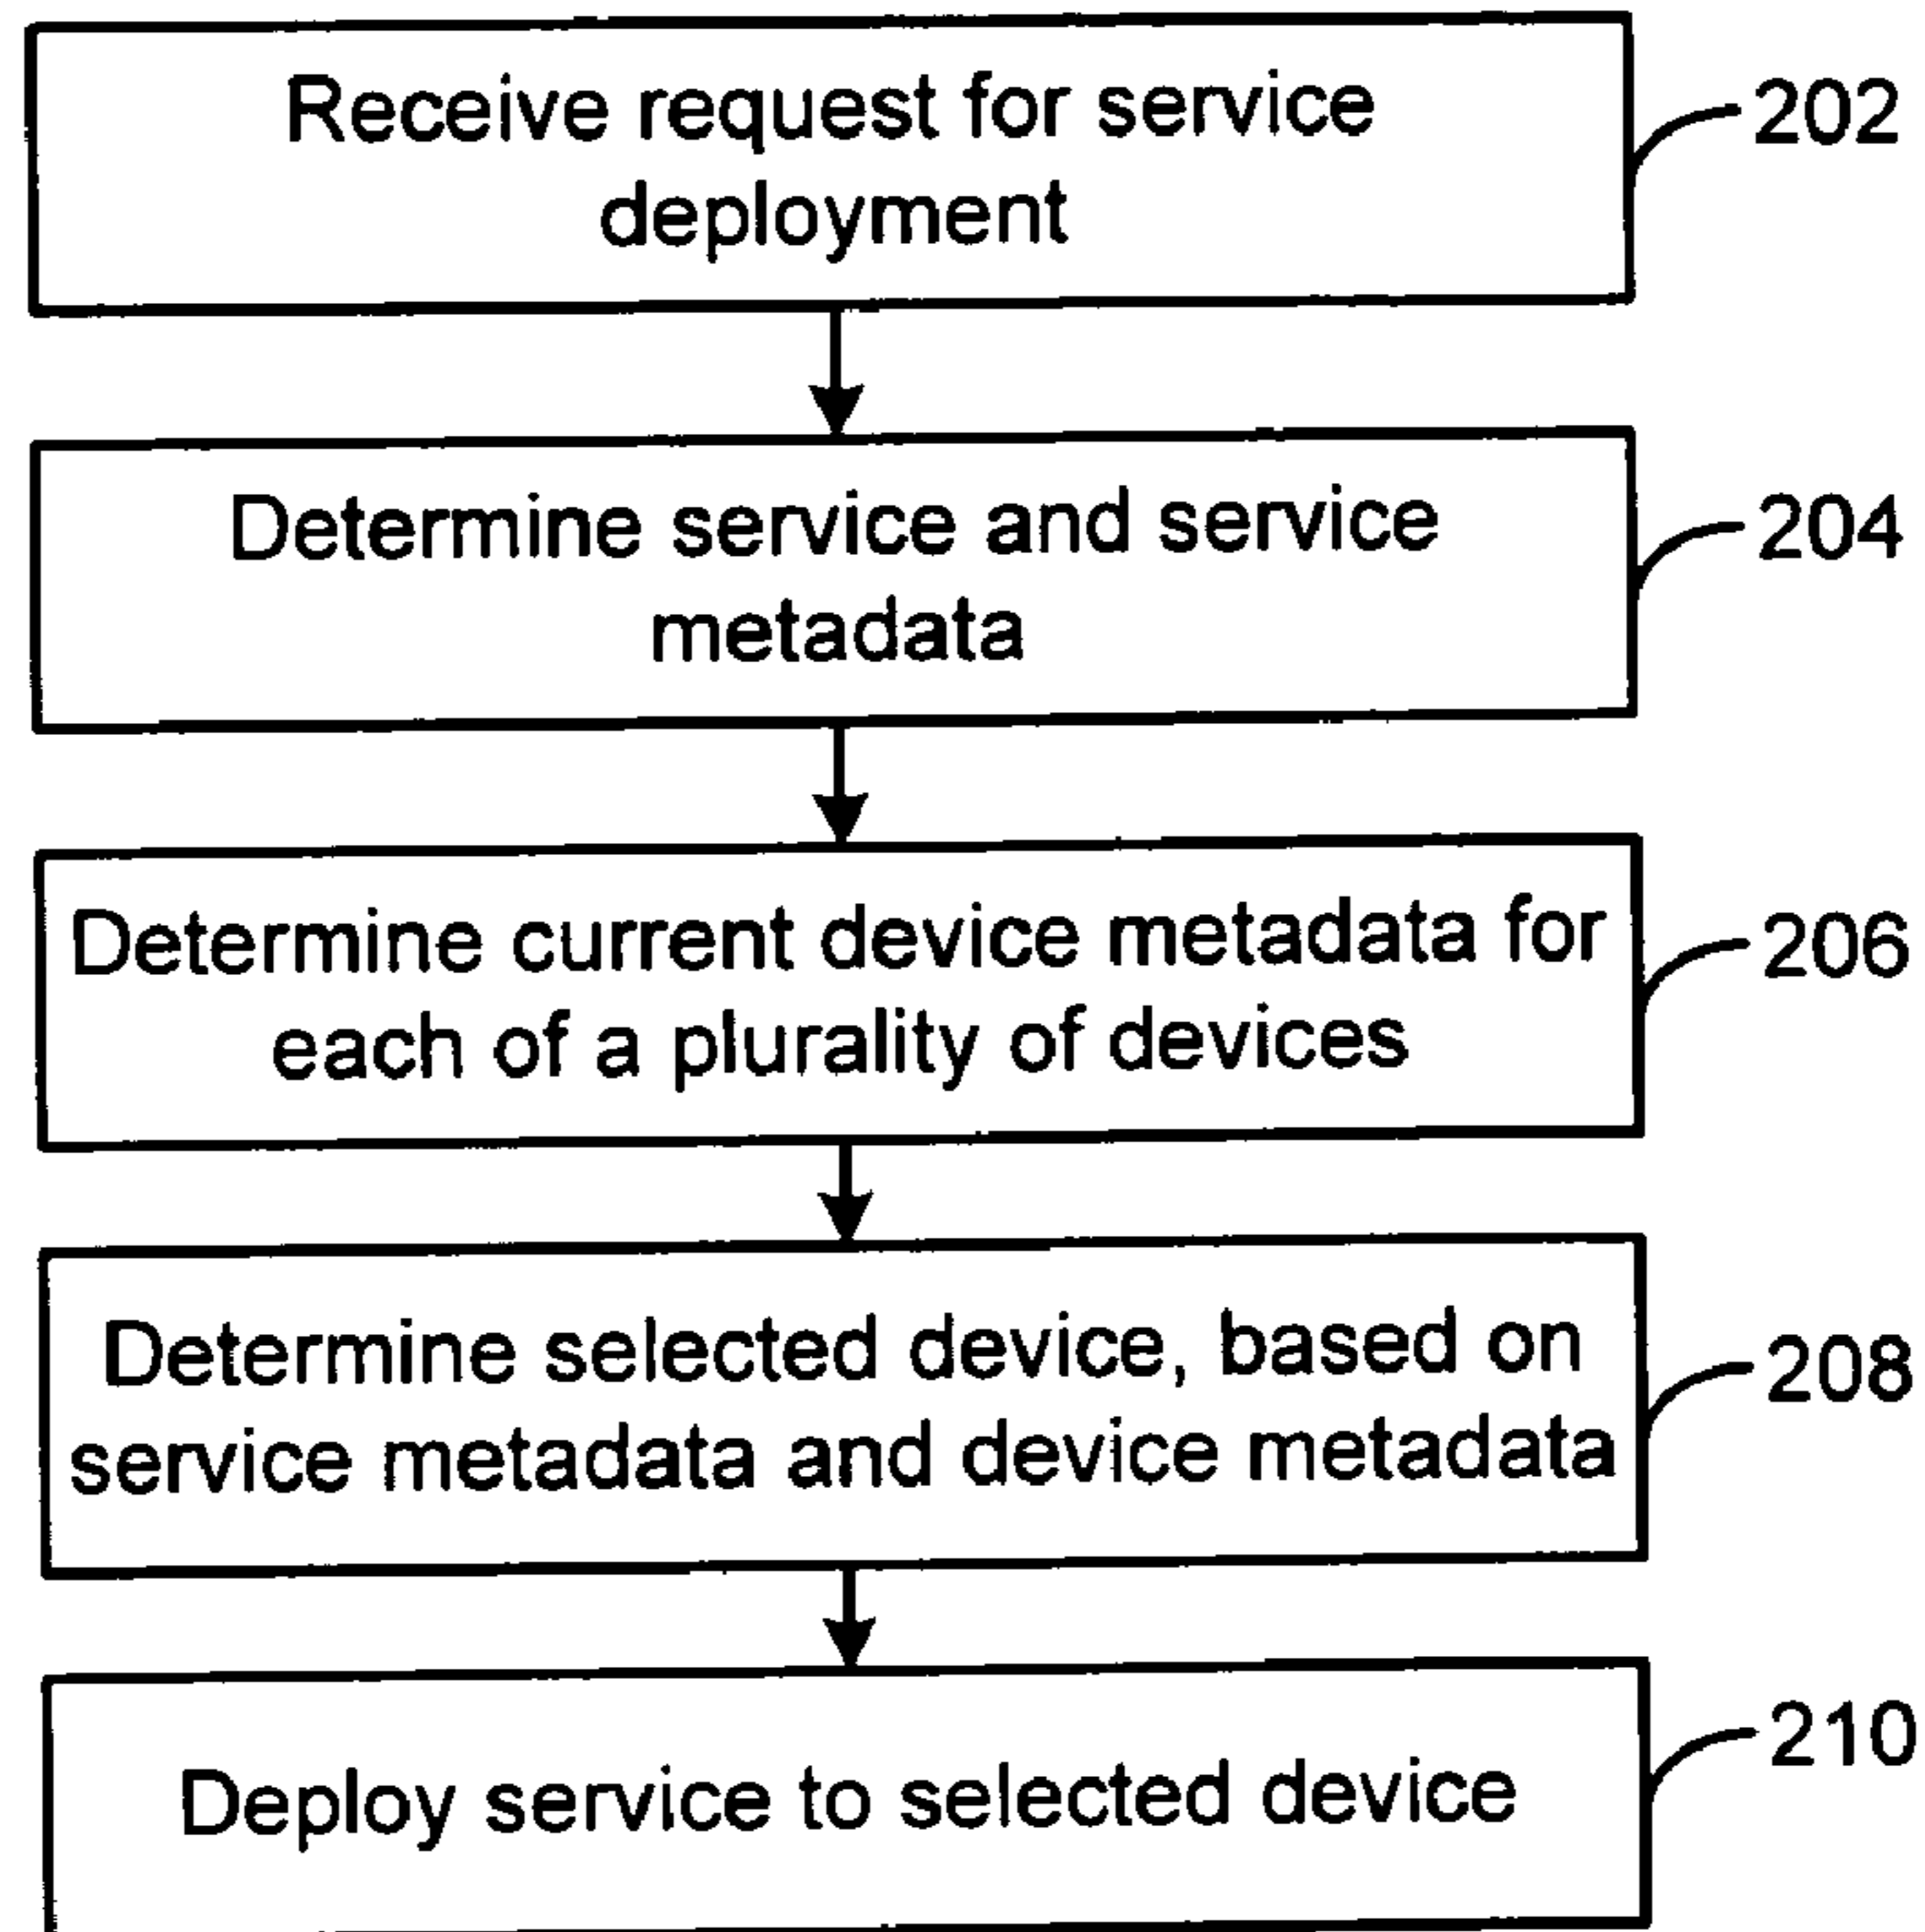 Receive request for service
deployment
202
Determine service and service
metadata
204
Determine current device metadata for
each of a plurality of devices
206
Determine selected device, based on
service metadata and device metadata
208
Deploy service to selected device
210